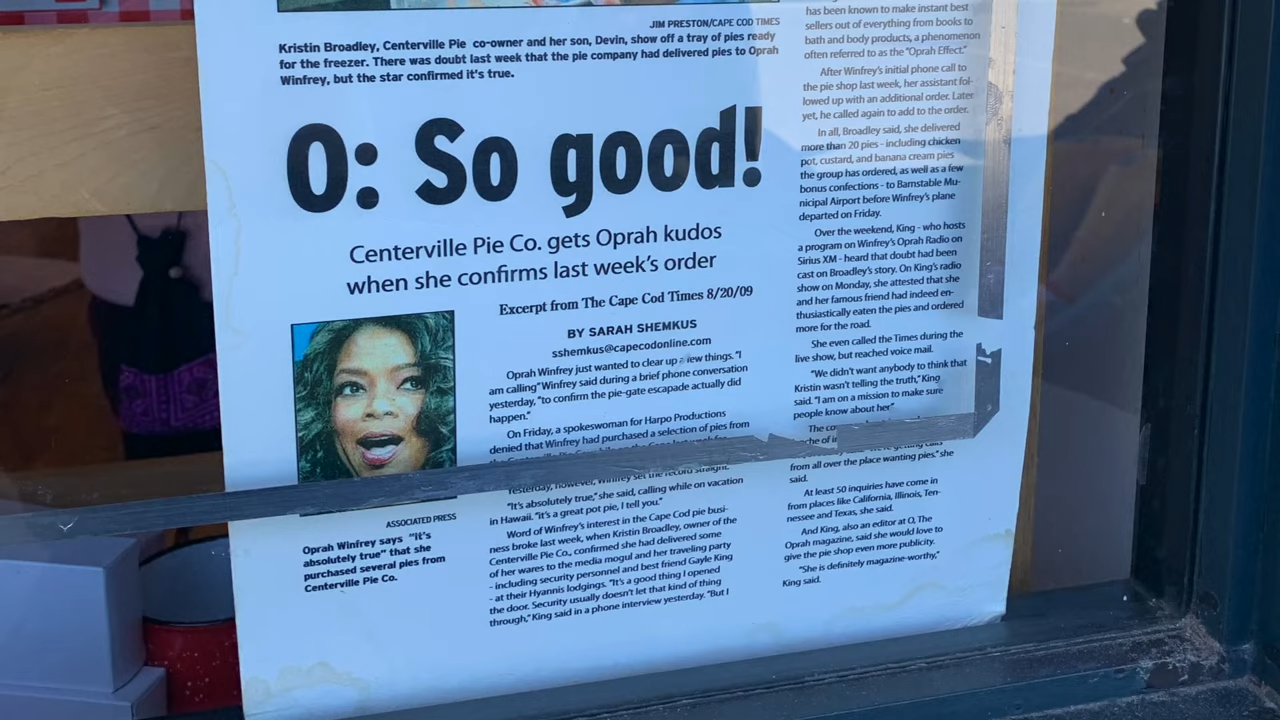 JIM PRESTON/CAPE COD TIMES
Kristin Broadley, Centerville Pie co-owner and her son, Devin, show off a tray of pies ready
for the freezer. There was doubt last week that the pie company had delivered pies to Oprah
Winfrey, but the star confirmed it's true.
O: So good!
Centerville Pie Co. gets Oprah kudos
when she confirms last week's order
Excerpt from The Cape Cod Times 8/20/09
BY SARAH SHEMKUS
sshemkus@capecodonline.com
Oprah Winfrey just wanted to clear up a few things. "I
am calling" Winfrey said during a brief phone conversation
yesterday, "to confirm the pie-gate escapade actually did
happen."
On Friday, a spokeswoman for Harpo Productions
denied that Winfrey had purchased a selection of pies from
Yesterday, however, Winfrey set the record straight.
"It's absolutely true," she said, calling while on vacation
in Hawaii. "it's a great pot pie, I tell you."
Word of Winfrey's interest in the Cape Cod pie busi-
ness broke last week, when Kristin Broadley, owner of the
Centerville Pie Co., confirmed she had delivered some
of her wares to the media mogul and her traveling party
- including security personnel and best friend Gayle King
- at their Hyannis lodgings. "It's a good thing I opened
the door. Security usually doesn't let that kind of thing
through," King said in a phone interview yesterday. "But I
ASSOCIATED PRESS
Oprah Winfrey says "it's
absolutely true" that she
purchased several pies from
Centerville Pie Co.
has been known to make instant best
sellers out of everything from books to
bath and body products, a phenomenon
often referred to as the "Oprah Effect."
After Winfrey's initial phone call to
the pie shop last week, her assistant fol-
lowed up with an additional order. Later
yet, he called again to add to the order.
In all, Broadley said, she delivered
more than 20 pies - including chicken
pot, custard, and banana cream pies
the group has ordered, as well as a few
bonus confections - to Barnstable Mu-
nicipal Airport before Winfrey's plane
departed on Friday.
Over the weekend, King - who hosts
a program on Winfrey's Oprah Radio on
Sirius XM - heard that doubt had been
cast on Broadley's story. On King's radio
show on Monday, she attested that she
and her famous friend had indeed en-
thusiastically eaten the pies and ordered
more for the road.
She even called the Times during the
live show, but reached voice mail.
"We didn't want anybody to think that
Kristin wasn't telling the truth," King
said. "I am on a mission to make sure
people know about her"
The
getting calls
from all over the place wanting pies." she
said.
At least 50 inquiries have come in
from places like California, Illinois, Ten-
nessee and Texas, she said.
And King, also an editor at O, The
Oprah magazine, said she would love to
give the pie shop even more publicity.
"She is definitely magazine-worthy,"
King said.